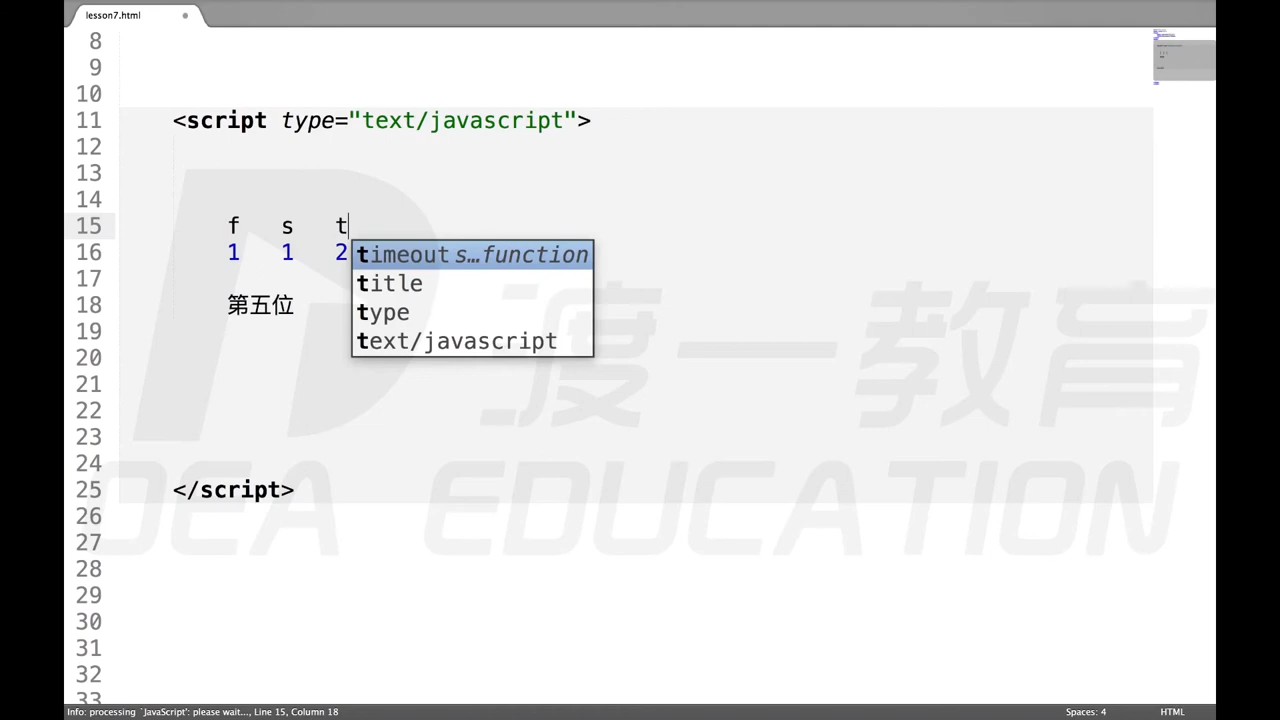 lesson7.html
8
9
10
11 <script type="text/javascript">
12
13
14
15 f s t
16 1 1 2
timeout s…function
title
type
text/javascript
17
18 第五位
19
20
21
22
23
24
25 </script>
26
27
28
29
30
31
32
33
渡一教育
DEA EDUCATION
Info: processing `JavaScript': please wait..., Line 15, Column 18 Spaces: 4 HTML